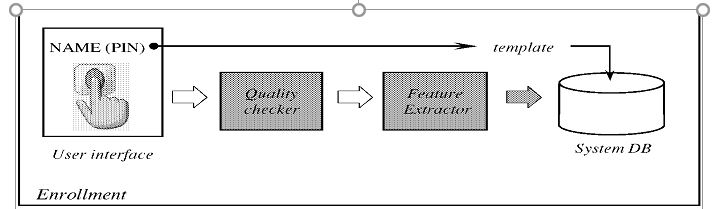 NAME (PIN)
template
Quality
checker
Feature
Extractor
User interface
System DB
Enrollment